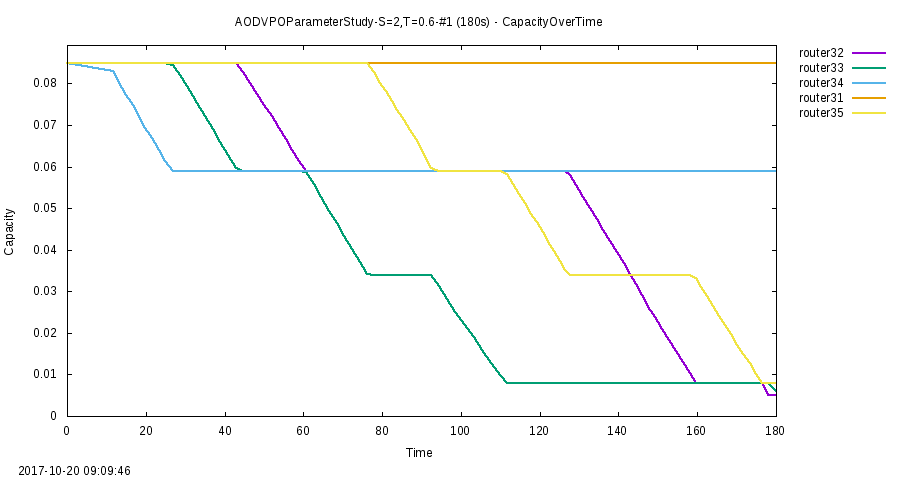 AODVPOParameterStudy-S=2,T=0.6-#1 (180s) - CapacityOverTime
router32
router33
router34
router31
router35
0.08
0.07
0.06
0.05
0.04
0.03
0.02
0.01
0
Capacity
0 20 40 60 80 100 120 140 160 180
Time
2017-10-20 09:09:46